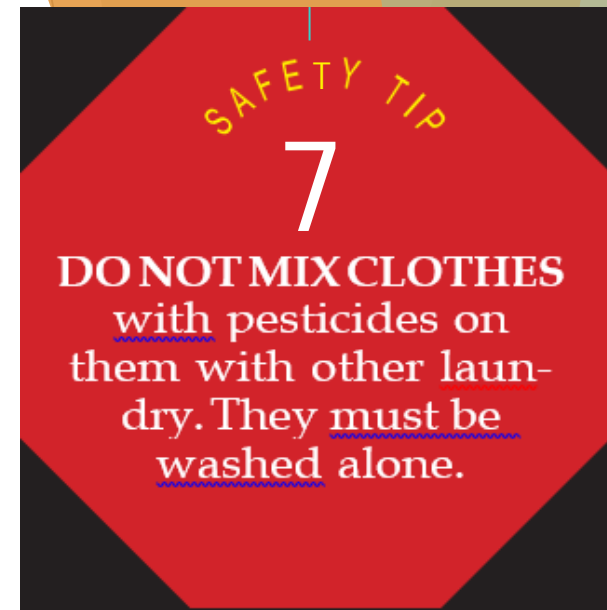 SAFETY TIP
7
DO NOT MIX CLOTHES
with pesticides on
them with other laun-
dry. They must be
washed alone.